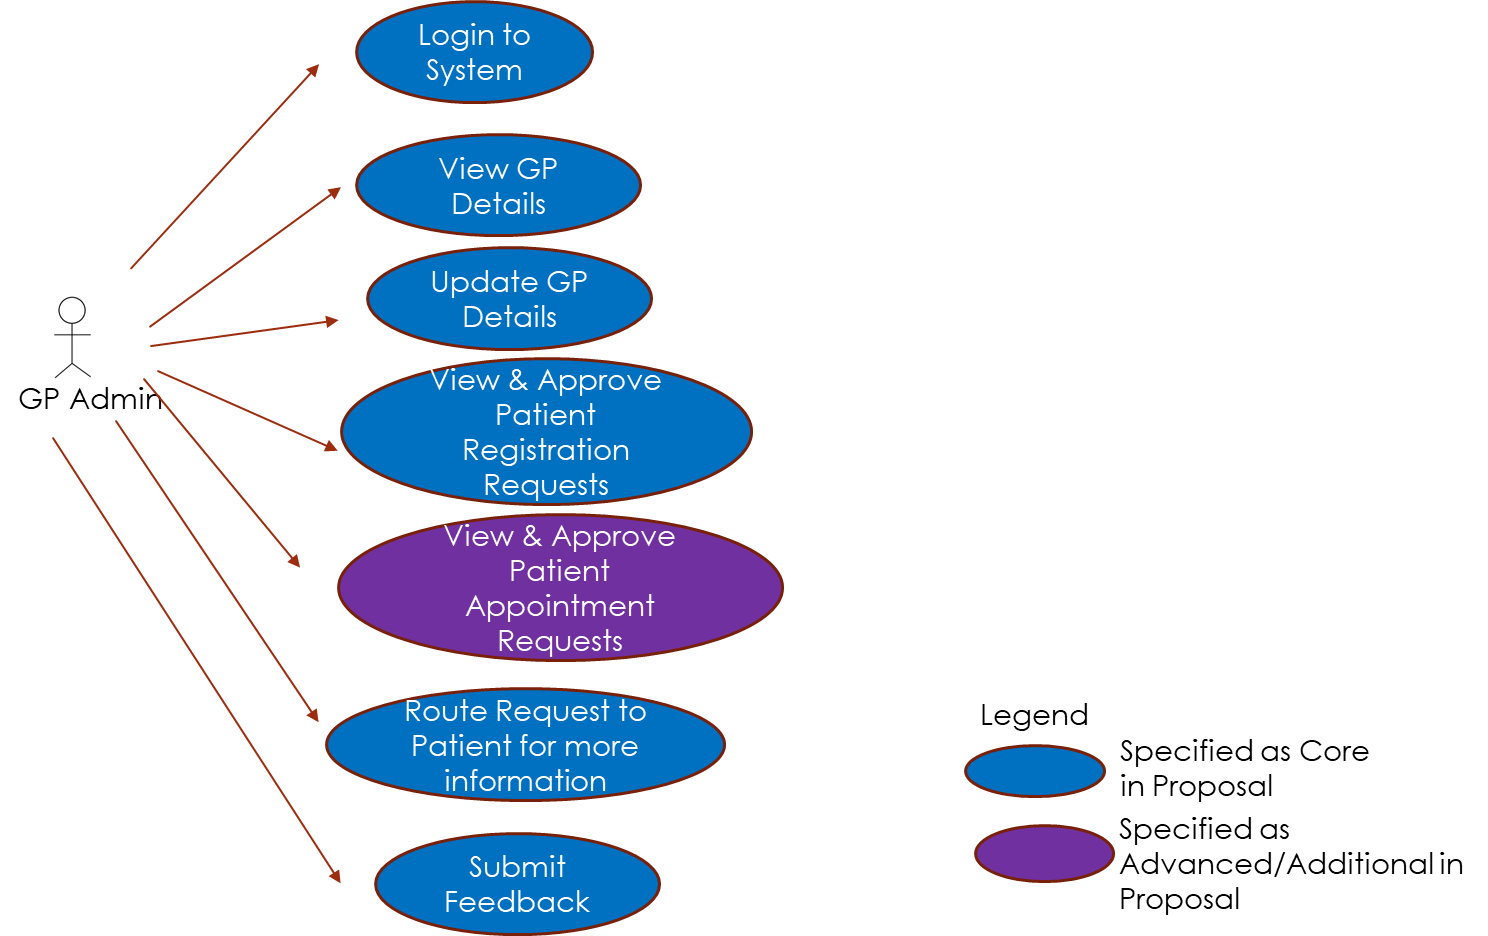 Login to
System
View GP
Details
Update GP
Details
GP Admin
View & Approve
Patient
Registration
Requests
View & Approve
Patient
Appointment
Requests
Route Request to
Patient for more
information
Submit
Feedback
Legend
Specified as Core
in Proposal
Specified as
Advanced/Additional in
Proposal